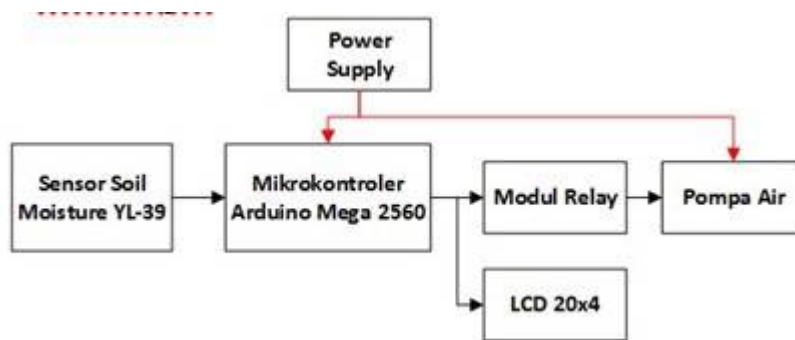 Power
Supply
Sensor Soil
Moisture YL-39
Mikrokontroler
Arduino Mega 2560
Modul Relay
Pompa Air
LCD 20x4